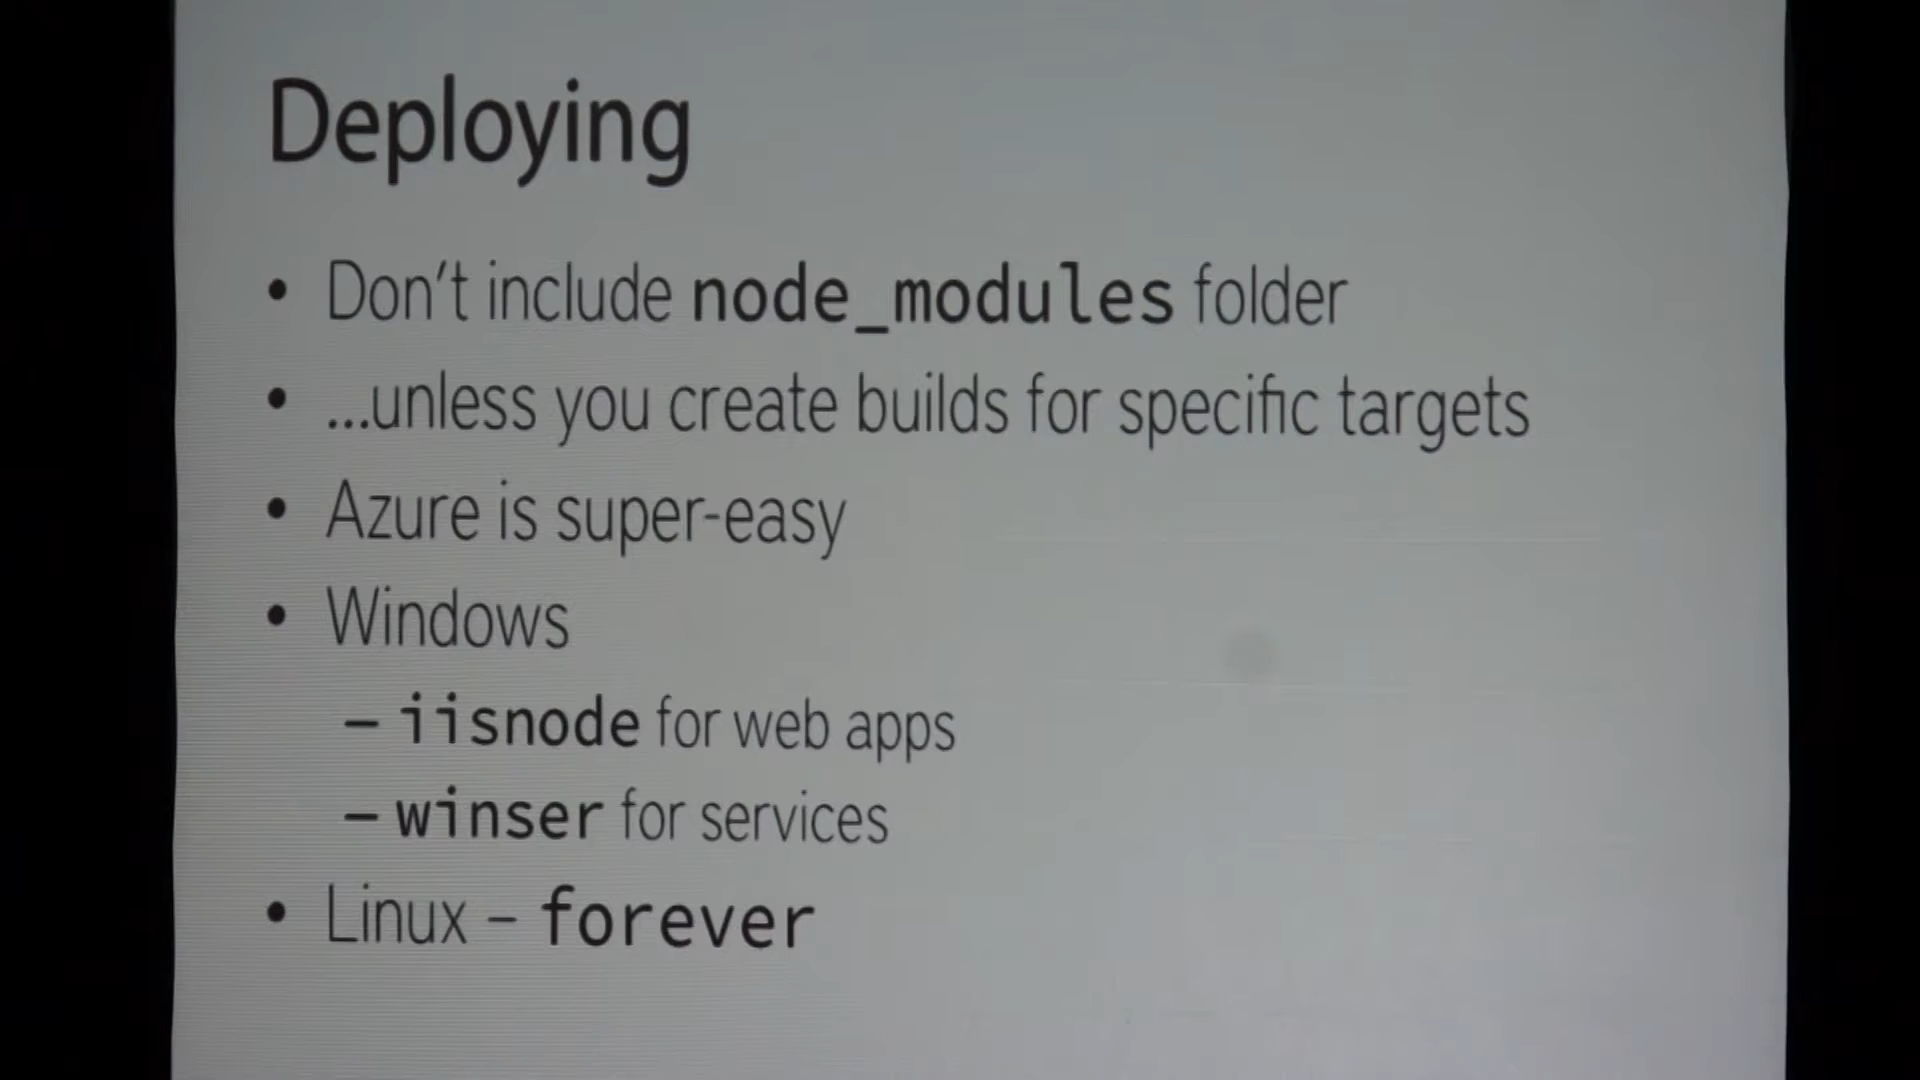 Deploying
• Don’t include node_modules folder
• ...unless you create builds for specific targets
• Azure is super-easy
• Windows
– iisnode for web apps
– winser for services
• Linux – forever